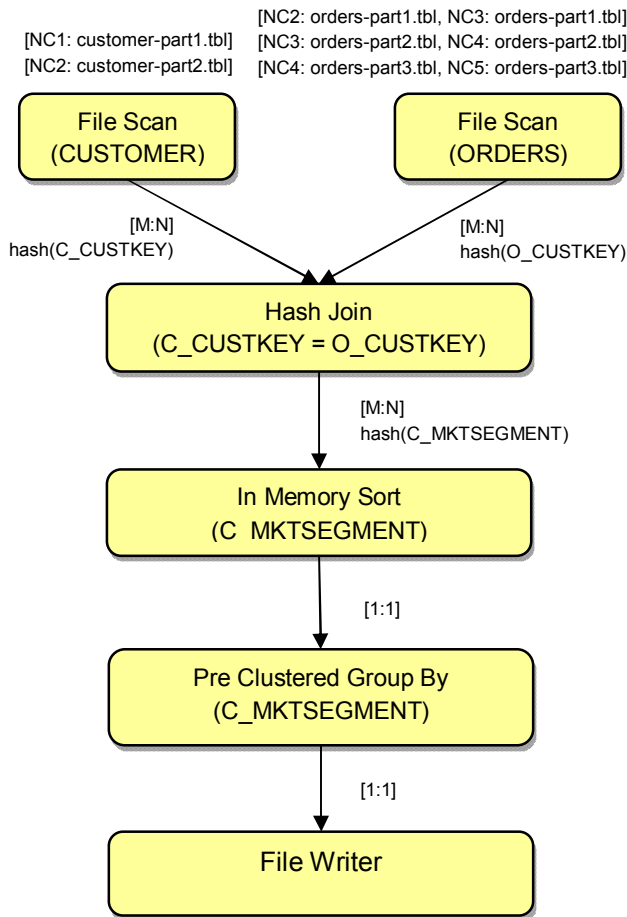 [NC1: customer-part1.tbl]
[NC2: customer-part2.tbl]
[NC2: orders-part1.tbl, NC3: orders-part1.tbl]
[NC3: orders-part2.tbl, NC4: orders-part2.tbl]
[NC4: orders-part3.tbl, NC5: orders-part3.tbl]
File Scan
(CUSTOMER)
File Scan
(ORDERS)
[M:N]
hash(C_CUSTKEY)
[M:N]
hash(O_CUSTKEY)
Hash Join
(C_CUSTKEY = O_CUSTKEY)
[M:N]
hash(C_MKTSEGMENT)
In Memory Sort
(C MKTSEGMENT)
[1:1]
Pre Clustered Group By
(C_MKTSEGMENT)
[1:1]
File Writer